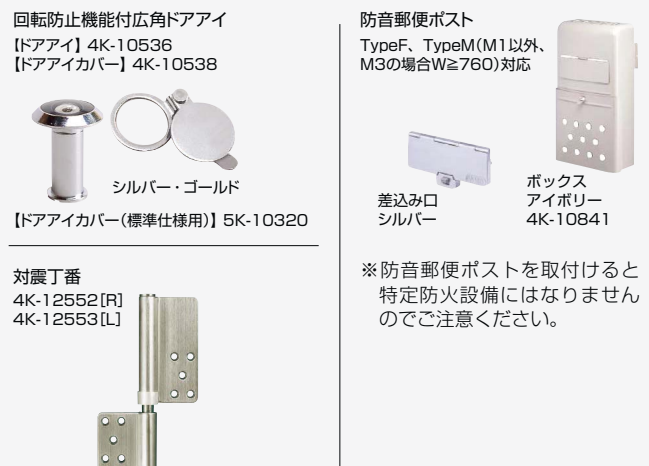 回転防止機能付広角ドアアイ
【ドアアイ】4K-10536
【ドアアイカバー】4K-10538
シルバー・ゴールド
【ドアアイカバー(標準仕様用)】5K-10320
対震丁番
4K-12552[R]
4K-12553[L]
防音郵便ポスト
TypeF、TypeM(M1以外、
M3の場合W≧760)対応
差込み口
シルバー
ボックス
アイボリー
4K-10841
※防音郵便ポストを取付けると
特定防火設備にはなりません
のでご注意ください。